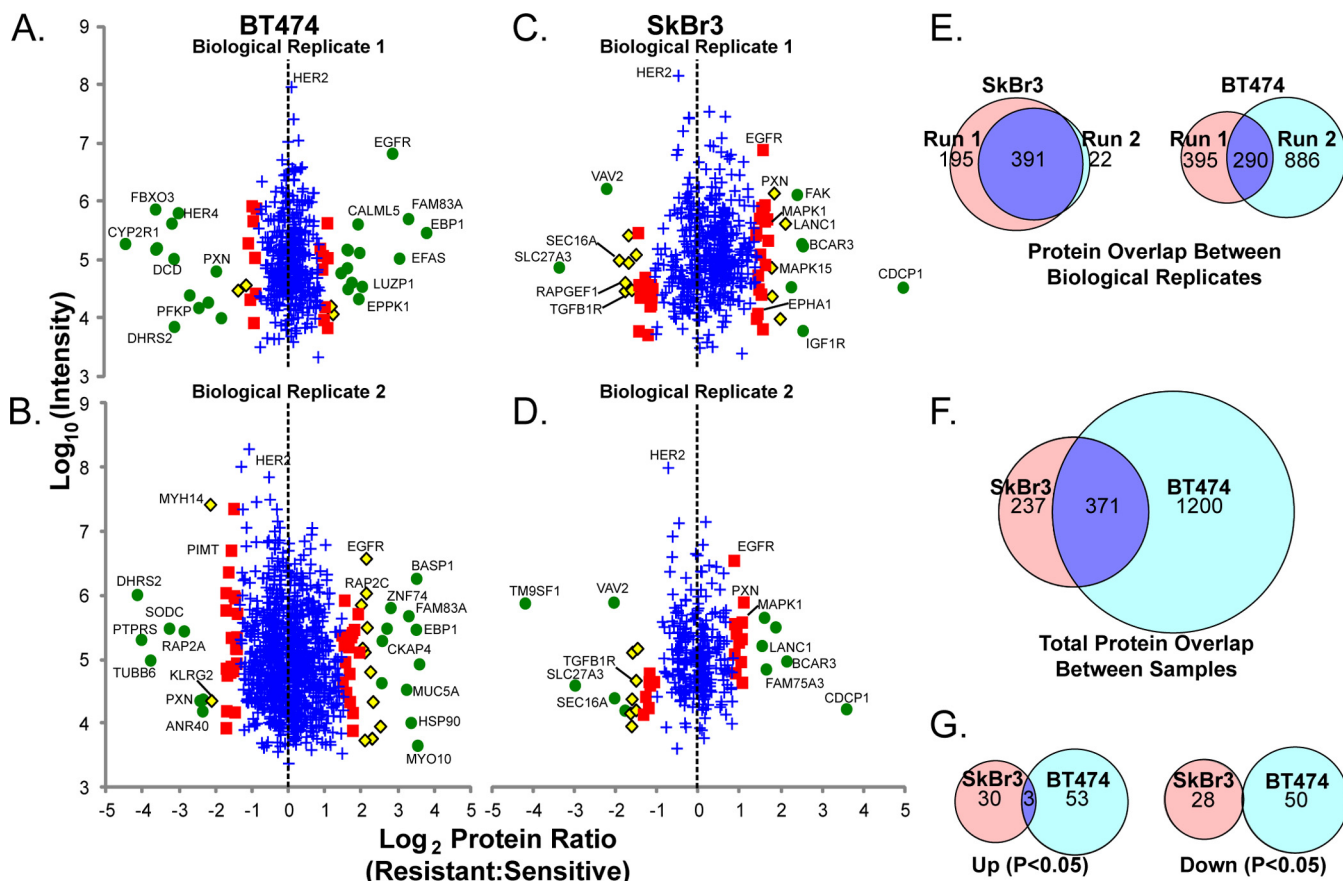 A.
BT474
Biological Replicate 1
9
8
7
6
5
4
3
HER2
EGFR
FBXO3
HER4
CYP2R1
CALML5
FAM83A
EBP1
DCD
PXN
EFAS
LUZP1
PFKP
EPPK1
DHRS2
B.
Biological Replicate 2
9
8
7
6
5
4
3
HER2
MYH14
PIMT
EGFR
BASP1
RAP2C
ZNF74
DHRS2
FAM83A
SODC
EBP1
PTPRS
RAP2A
CKAP4
TUBB6
KLRG2
MUC5A
PXN
ANR40
HSP90
MYO10
-5 -4 -3 -2 -1 0 1 2 3 4 5
Log10(Intensity)
C.
SkBr3
Biological Replicate 1
HER2
EGFR
VAV2
PXN
FAK
MAPK1
LANC1
SEC16A
BCAR3
SLC27A3
MAPK15
CDCP1
RAPGEF1
EPHA1
TGFB1R
IGF1R
D.
Biological Replicate 2
HER2
EGFR
TM9SF1
VAV2
PXN
MAPK1
TGFB1R
LANC1
SLC27A3
BCAR3
SEC16A
FAM75A3
CDCP1
-5 -4 -3 -2 -1 0 1 2 3 4 5
Log2 Protein Ratio
(Resistant:Sensitive)
E.
SkBr3
Run 1
195
391
Run 2
22
BT474
Run 1
395
290
Run 2
886
Protein Overlap Between
Biological Replicates
F.
SkBr3
237
371
BT474
1200
Total Protein Overlap
Between Samples
G.
SkBr3
30
3
BT474
53
Up (P<0.05)
SkBr3
28
BT474
50
Down (P<0.05)